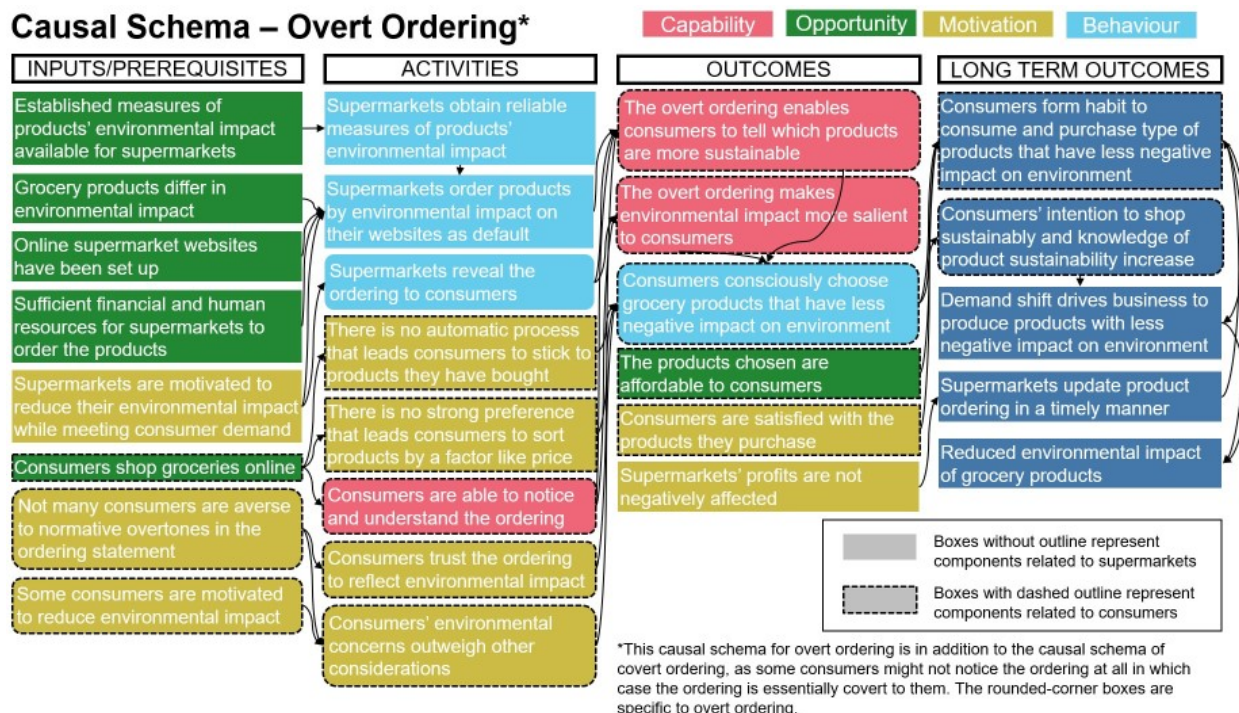 Causal Schema – Overt Ordering*
Capability
Opportunity
Motivation
Behaviour
INPUTS/PREREQUISITES
Established measures of
products' environmental impact
available for supermarkets
Grocery products differ in
environmental impact
Online supermarket websites
have been set up
Sufficient financial and human
resources for supermarkets to
order the products
Supermarkets are motivated to
reduce their environmental impact
while meeting consumer demand
Consumers shop groceries online
Not many consumers are averse
to normative overtones in the
ordering statement
Some consumers are motivated
to reduce environmental impact
ACTIVITIES
Supermarkets obtain reliable
measures of products'
environmental impact
Supermarkets order products
by environmental impact on
their websites as default
Supermarkets reveal the
ordering to consumers
There is no automatic process
that leads consumers to stick to
products they have bought
There is no strong preference
that leads consumers to sort
products by a factor like price
Consumers are able to notice
and understand the ordering
Consumers trust the ordering
to reflect environmental impact
Consumers' environmental
concerns outweigh other
considerations
OUTCOMES
The overt ordering enables
consumers to tell which products
are more sustainable
The overt ordering makes
environmental impact more salient
to consumers
Consumers consciously choose
grocery products that have less
negative impact on environment
The products chosen are
affordable to consumers
Consumers are satisfied with the
products they purchase
Supermarkets' profits are not
negatively affected
LONG TERM OUTCOMES
Consumers form habit to
consume and purchase type of
products that have less negative
impact on environment
Consumers' intention to shop
sustainably and knowledge of
product sustainability increase
Demand shift drives business to
produce products with less
negative impact on environment
Supermarkets update product
ordering in a timely manner
Reduced environmental impact
of grocery products
Boxes without outline represent
components related to supermarkets
Boxes with dashed outline represent
components related to consumers
*This causal schema for overt ordering is in addition to the causal schema of
covert ordering, as some consumers might not notice the ordering at all in which
case the ordering is essentially covert to them. The rounded-corner boxes are
specific to overt ordering.